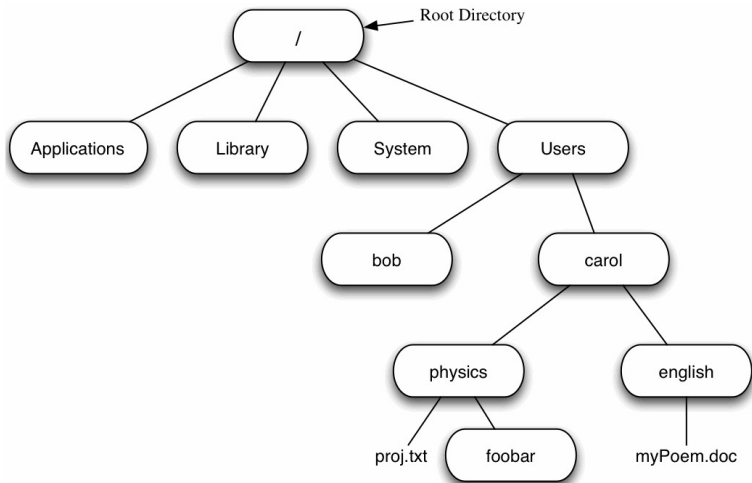 Root Directory
/
Applications
Library
System
Users
bob
carol
physics
english
proj.txt
foobar
myPoem.doc